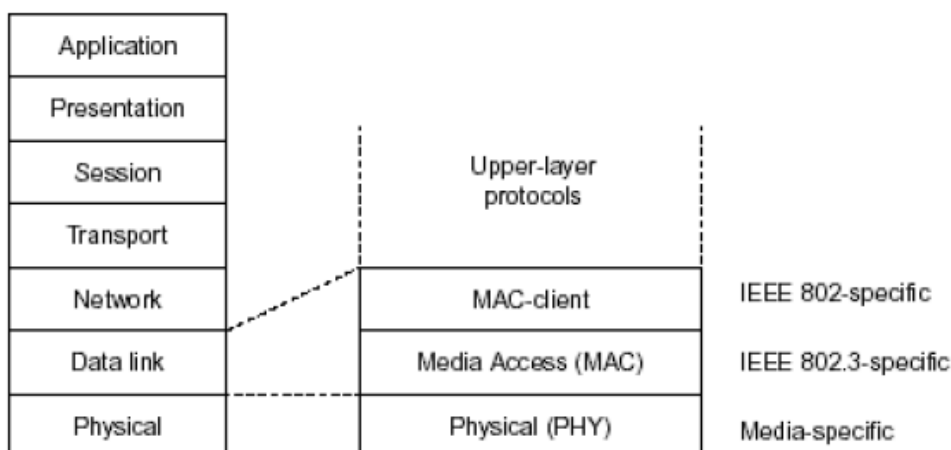 Application
Presentation
Session
Transport
Network
Data link
Physical
Upper-layer
protocols
MAC-client
Media Access (MAC)
Physical (PHY)
IEEE 802-specific
IEEE 802.3-specific
Media-specific